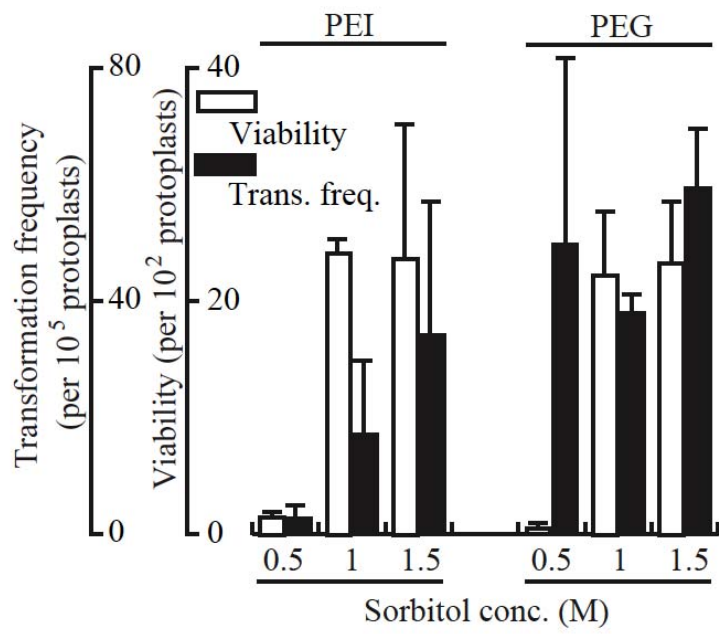 PEI
PEG
80
40
0
Transformation frequency
(per 10⁵ protoplasts)
40
20
0
Viability (per 10² protoplasts)
Viability
Trans. freq.
0.5
1
1.5
0.5
1
1.5
Sorbitol conc. (M)